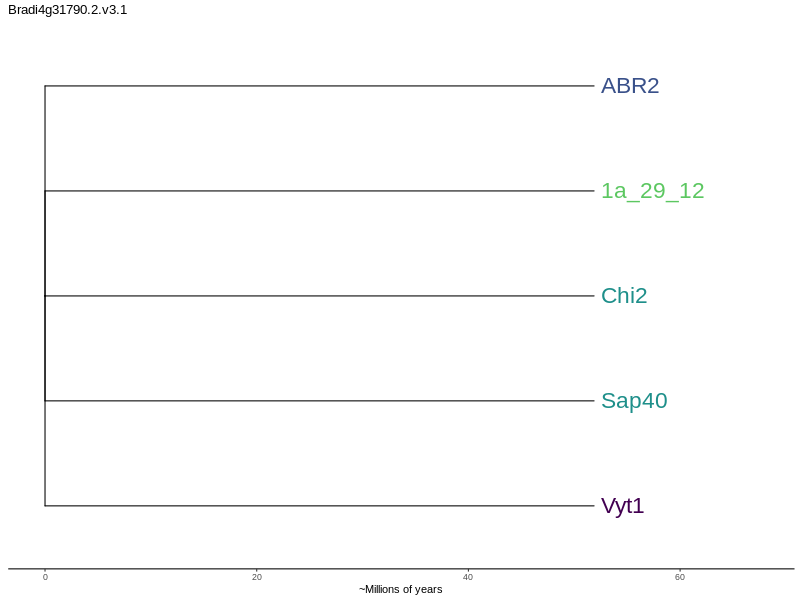 Bradi4g31790.2.v3.1
ABR2
1a_29_12
Chi2
Sap40
Vyt1
0 20 40 60
~Millions of years